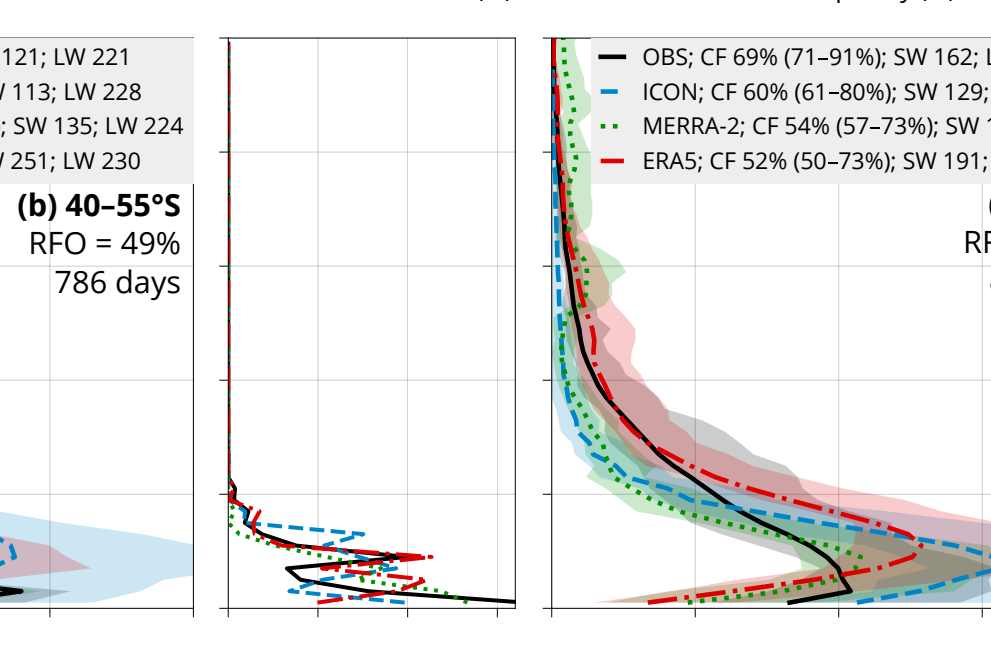 121; LW 221
113; LW 228
; SW 135; LW 224
251; LW 230
(b) 40–55°S
RFO = 49%
786 days
OBS; CF 69% (71–91%); SW 162;
ICON; CF 60% (61–80%); SW 129;
MERRA-2; CF 54% (57–73%); SW
ERA5; CF 52% (50–73%); SW 191;